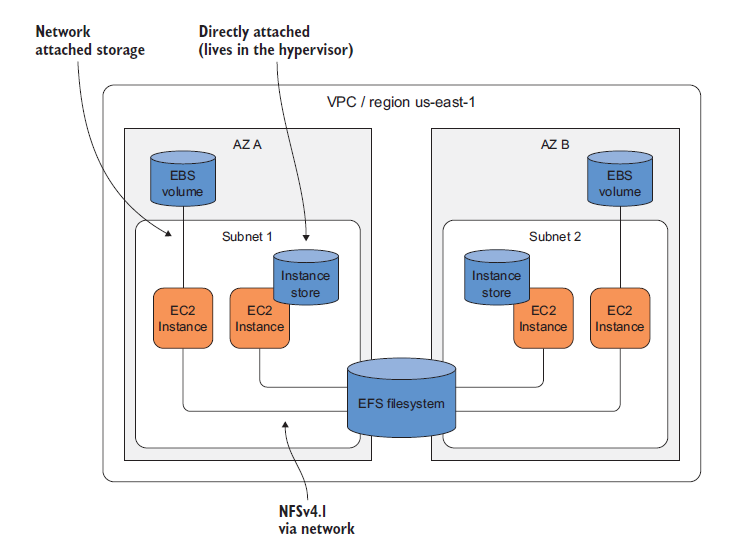 Network
attached storage
Directly attached
(lives in the hypervisor)
VPC / region us-east-1
AZ A
AZ B
EBS
volume
EBS
volume
Subnet 1
Subnet 2
Instance
store
Instance
store
EC2
Instance
EC2
Instance
EC2
Instance
EC2
Instance
EFS filesystem
NFSv4.1
via network